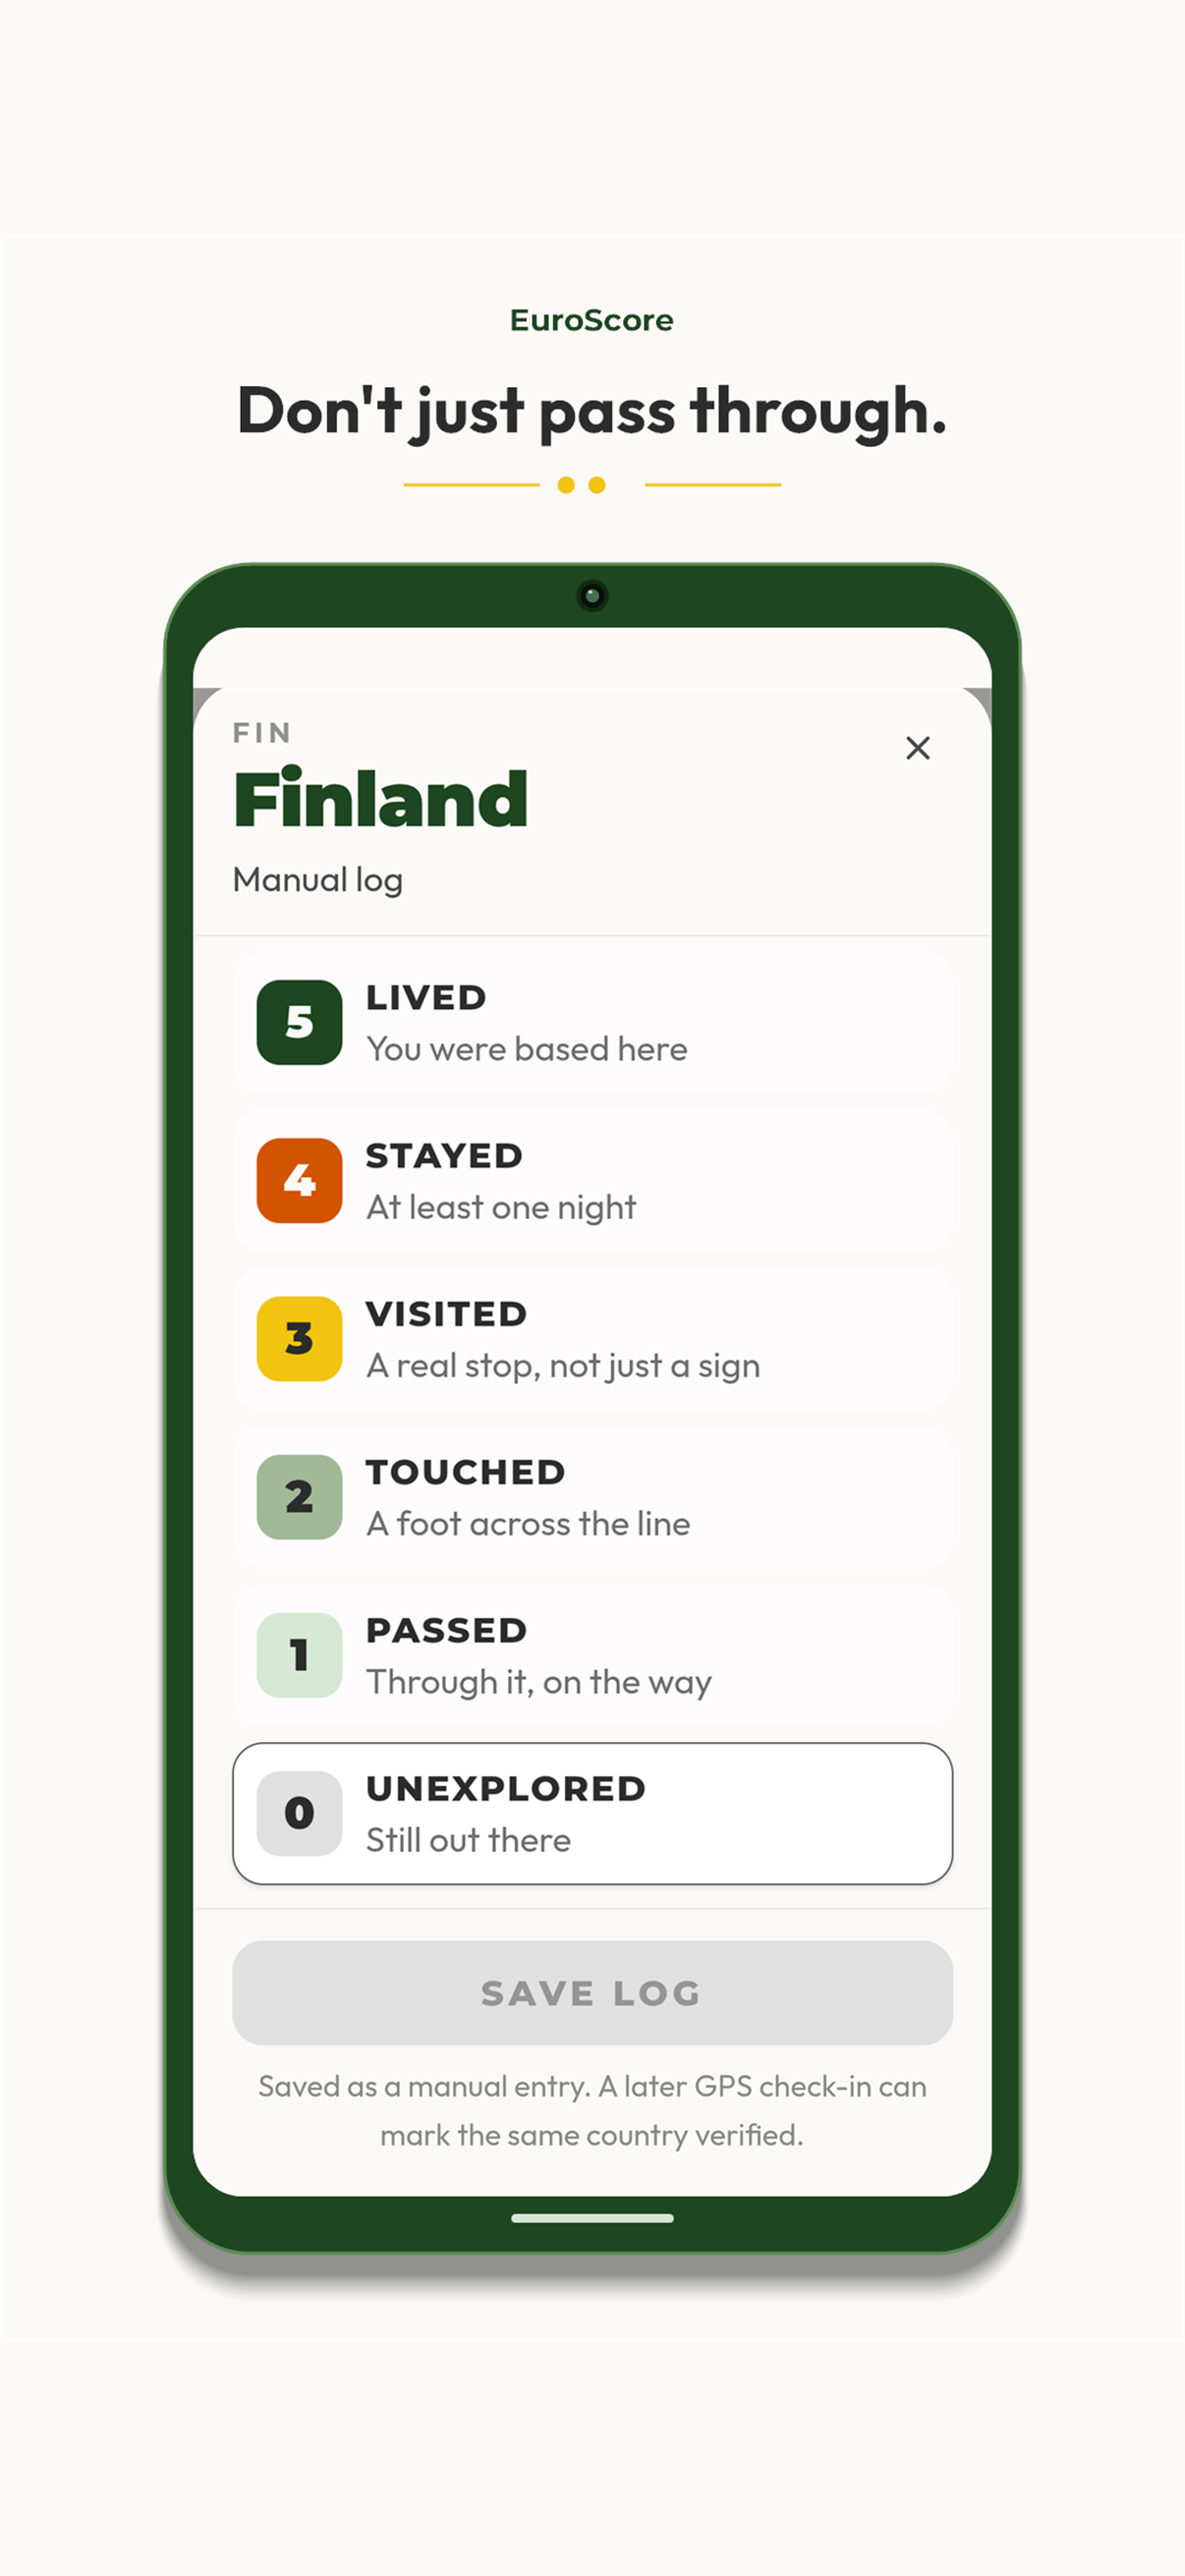 EuroScore
Don't just pass through.
FIN
Finland
Manual log
5
LIVED
You were based here
4
STAYED
At least one night
3
VISITED
A real stop, not just a sign
2
TOUCHED
A foot across the line
1
PASSED
Through it, on the way
0
UNEXPLORED
Still out there
SAVE LOG
Saved as a manual entry. A later GPS check-in can
mark the same country verified.